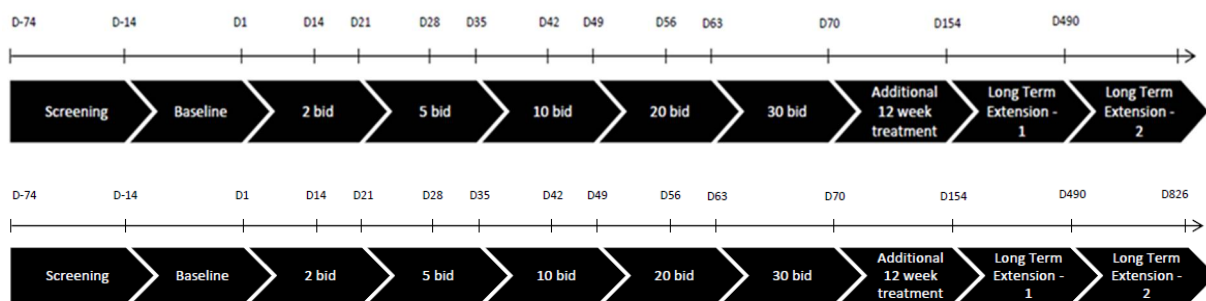 D-74 D-14 D1 D14 D21 D28 D35 D42 D49 D56 D63 D70 D154 D490
Screening Baseline 2 bid 5 bid 10 bid 20 bid 30 bid Additional 12 week treatment Long Term Extension - 1 Long Term Extension - 2
D-74 D-14 D1 D14 D21 D28 D35 D42 D49 D56 D63 D70 D154 D490 D826
Screening Baseline 2 bid 5 bid 10 bid 20 bid 30 bid Additional 12 week treatment Long Term Extension - 1 Long Term Extension - 2